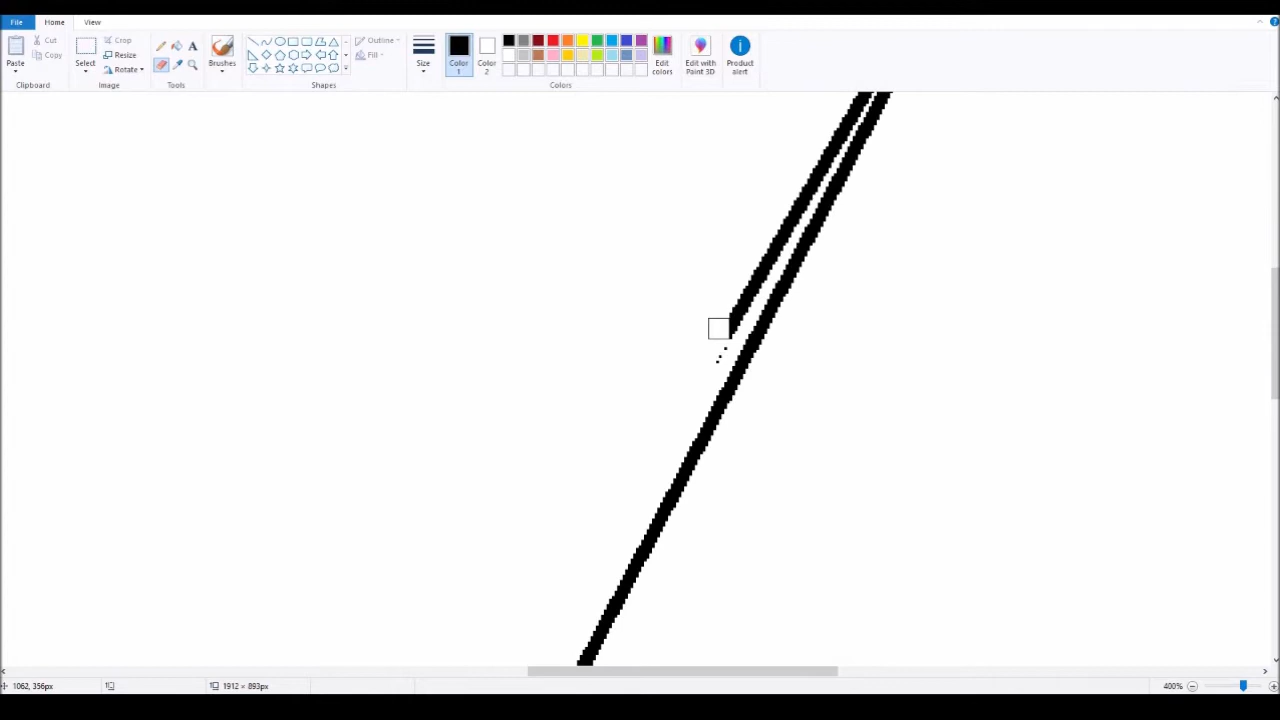 File Home View
Paste
Cut
Copy
Clipboard
Select
Crop
Resize
Rotate
Image
A
Tools
Brushes
Outline
Fill
Shapes
Size
Color 1
Color 2
Edit colors
Colors
Edit with Paint 3D
Product alert
1062, 356px 1912 × 893px 400%